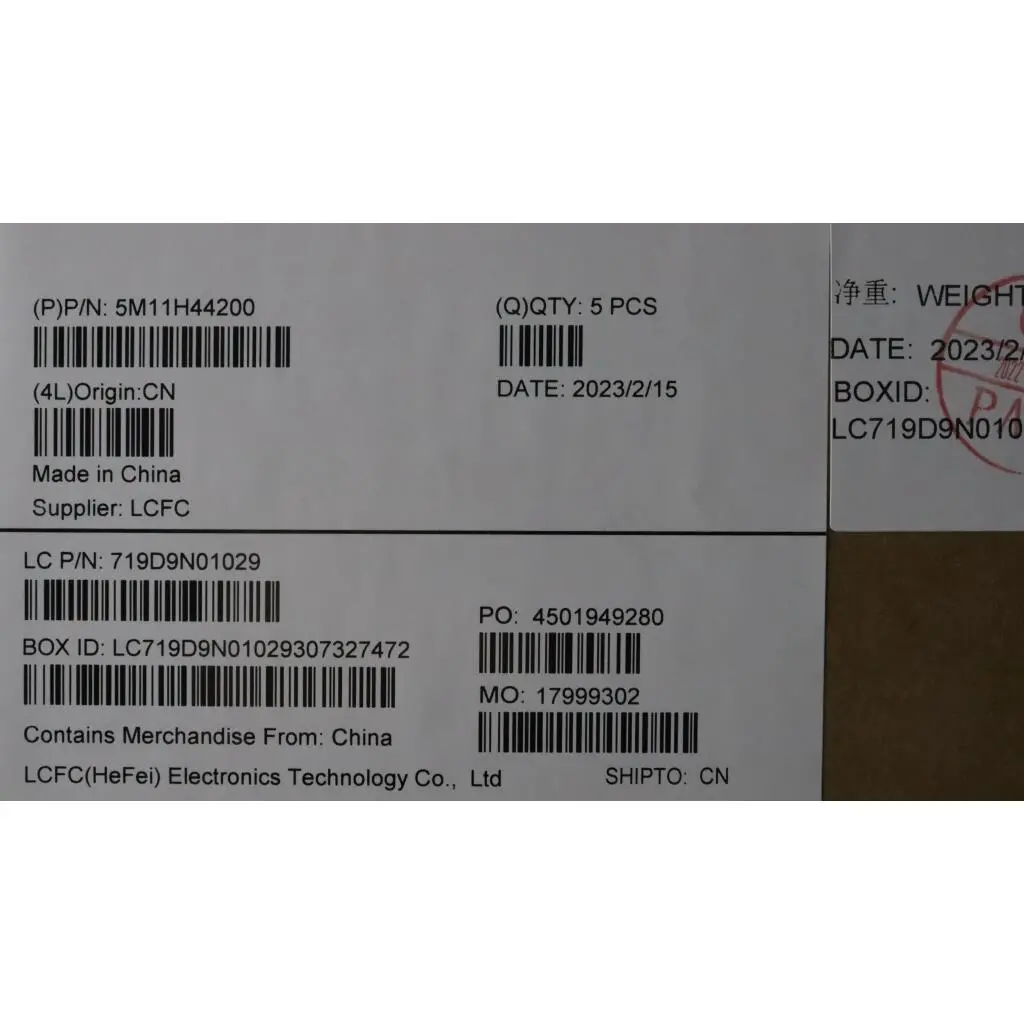 (P)P/N: 5M11H44200
(Q)QTY: 5 PCS
(4L)Origin:CN
DATE: 2023/2/15
Made in China
Supplier: LCFC
LC P/N: 719D9N01029
PO: 4501949280
BOX ID: LC719D9N01029307327472
MO: 17999302
Contains Merchandise From: China
LCFC(HeFei) Electronics Technology Co., Ltd
SHIPTO: CN
净重: WEIGHT
DATE: 2023/2/
BOXID:
LC719D9N010